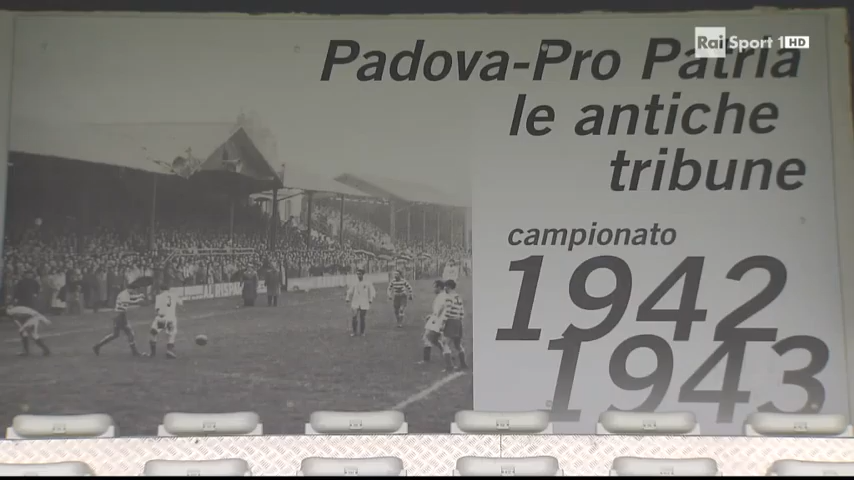 Rai Sport 1 HD
Padova-Pro Patria
le antiche
tribune
campionato
1942
1943